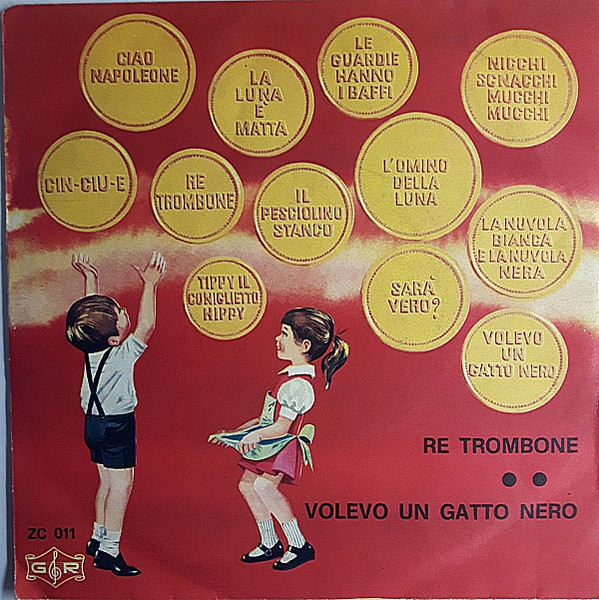 CIAO
NAPOLEONE
LA
LUNA
È
MATTA
LE
GUARDIE
HANNO
I BAFFI
NICCHI
SCNACCHI
MUCCHI
MUCCHI
CIN-CIU-E
RE
TROMBONE
IL
PESCIOLINO
STANCO
L'OMINO
DELLA
LUNA
LA NUVOLA
BIANCA
E LA NUVOLA
NERA
TIPPY IL
CONIGLIETTO
HIPPY
SARÀ
VERO?
VOLEVO
UN
GATTO NERO
RE TROMBONE
VOLEVO UN GATTO NERO
ZC 011
G R